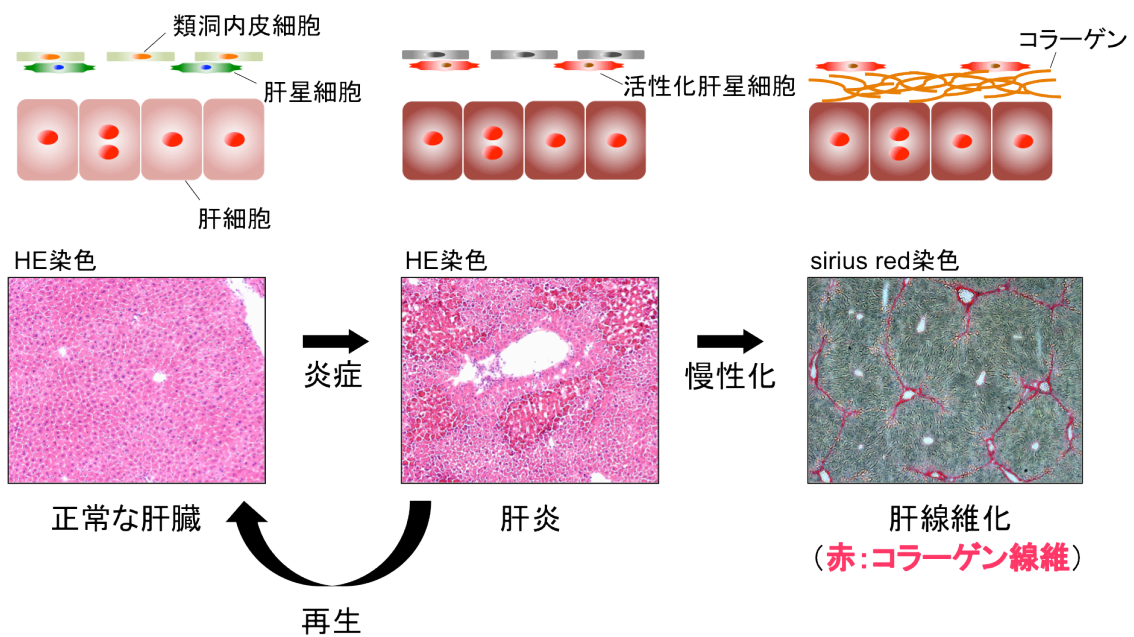 類洞内皮細胞
肝星細胞
肝細胞
活性化肝星細胞
コラーゲン
HE染色
HE染色
sirius red染色
炎症
慢性化
正常な肝臓
肝炎
肝線維化
（赤：コラーゲン線維）
再生